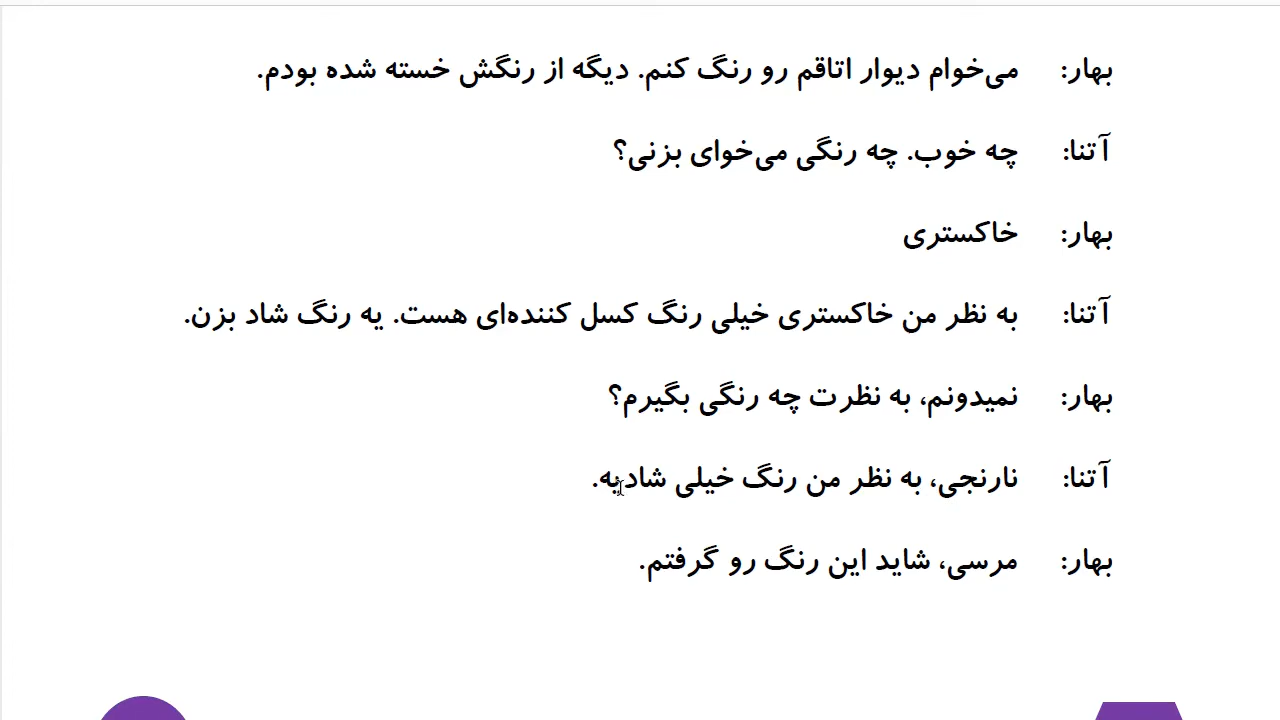 بهار: می‌خوام دیوار اتاقم رو رنگ کنم. دیگه از رنگش خسته شده بودم.
آتنا: چه خوب. چه رنگی می‌خوای بزنی؟
بهار: خاکستری
آتنا: به نظر من خاکستری خیلی رنگ کسل کننده‌ای هست. یه رنگ شاد بزن.
بهار: نمیدونم، به نظرت چه رنگی بگیرم؟
آتنا: نارنجی، به نظر من رنگ خیلی شادیه.
بهار: مرسی، شاید این رنگ رو گرفتم.